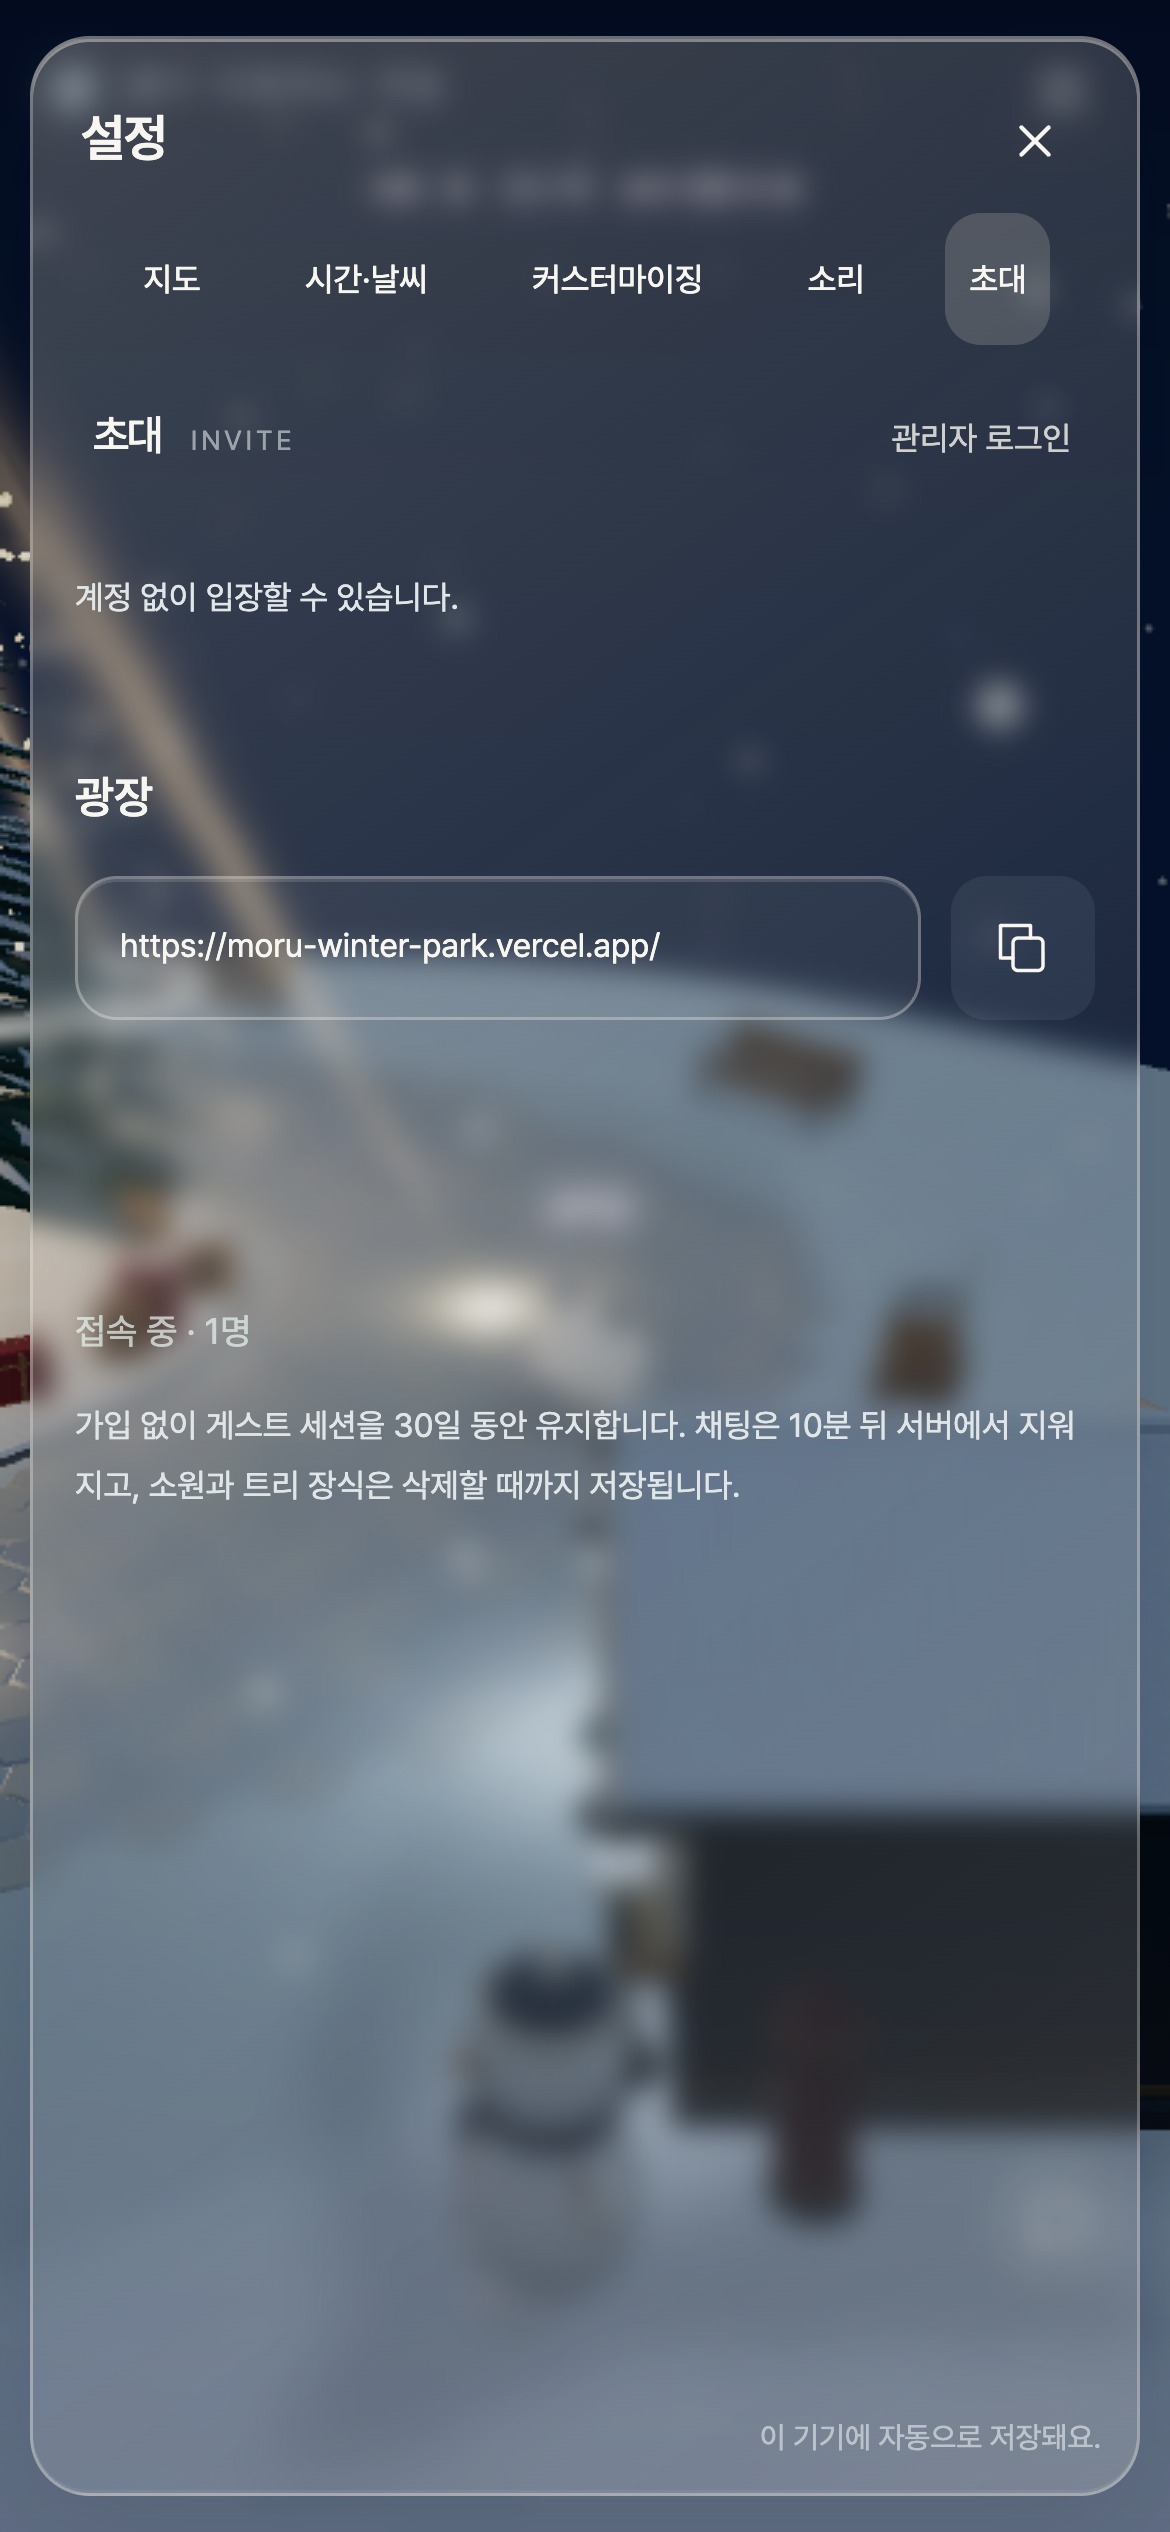 설정
지도 시간·날씨 커스터마이징 소리 초대
초대 INVITE 관리자 로그인
계정 없이 입장할 수 있습니다.
광장
https://moru-winter-park.vercel.app/
접속 중 · 1명
가입 없이 게스트 세션을 30일 동안 유지합니다. 채팅은 10분 뒤 서버에서 지워
지고, 소원과 트리 장식은 삭제할 때까지 저장됩니다.
이 기기에 자동으로 저장돼요.